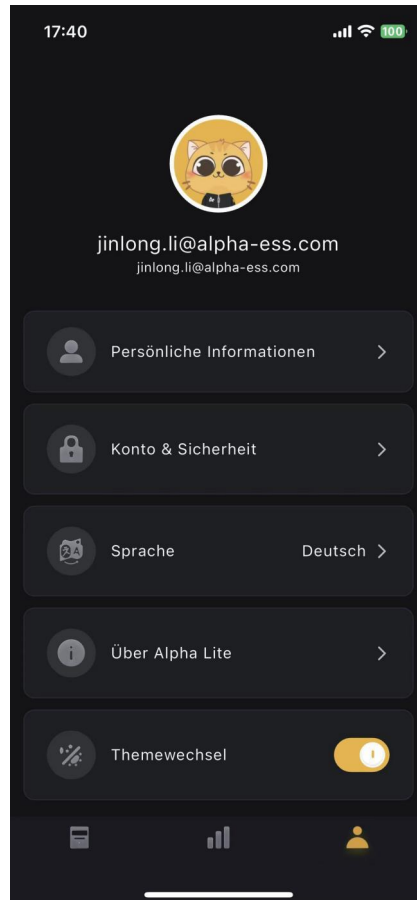 17:40
100
jinlong.li@alpha-ess.com
jinlong.li@alpha-ess.com
Persönliche Informationen
Konto & Sicherheit
Sprache
Deutsch
Über Alpha Lite
Themewechsel